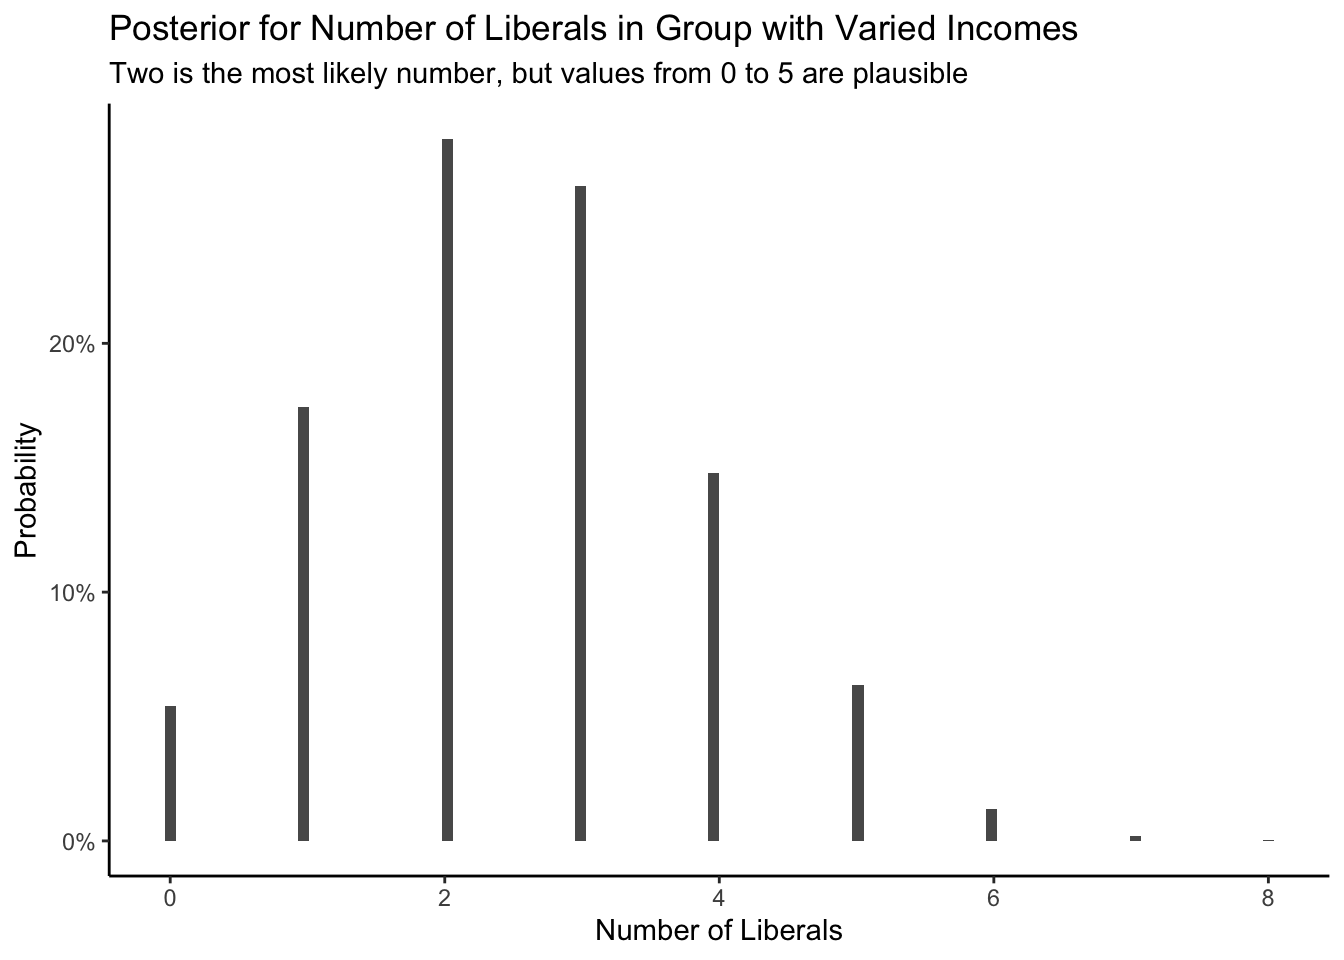 Posterior for Number of Liberals in Group with Varied Incomes
Two is the most likely number, but values from 0 to 5 are plausible
20%
10%
0%
Probability
0 2 4 6 8
Number of Liberals